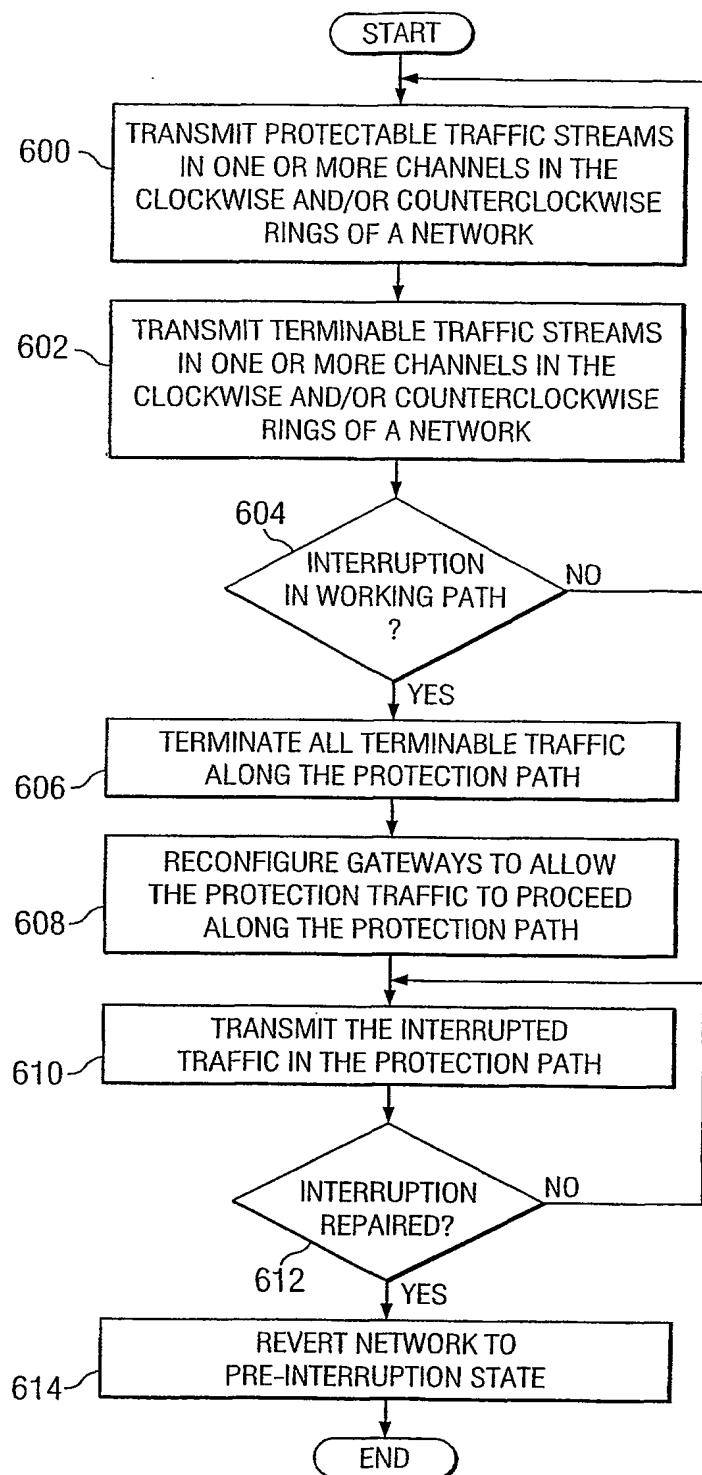 START
600
TRANSMIT PROTECTABLE TRAFFIC STREAMS
IN ONE OR MORE CHANNELS IN THE
CLOCKWISE AND/OR COUNTERCLOCKWISE
RINGS OF A NETWORK
602
TRANSMIT TERMINABLE TRAFFIC STREAMS
IN ONE OR MORE CHANNELS IN THE
CLOCKWISE AND/OR COUNTERCLOCKWISE
RINGS OF A NETWORK
604
INTERRUPTION
IN WORKING PATH
?
NO
YES
606
TERMINATE ALL TERMINABLE TRAFFIC
ALONG THE PROTECTION PATH
608
RECONFIGURE GATEWAYS TO ALLOW
THE PROTECTION TRAFFIC TO PROCEED
ALONG THE PROTECTION PATH
610
TRANSMIT THE INTERRUPTED
TRAFFIC IN THE PROTECTION PATH
INTERRUPTION
REPAIRED?
NO
612
YES
614
REVERT NETWORK TO
PRE-INTERRUPTION STATE
END